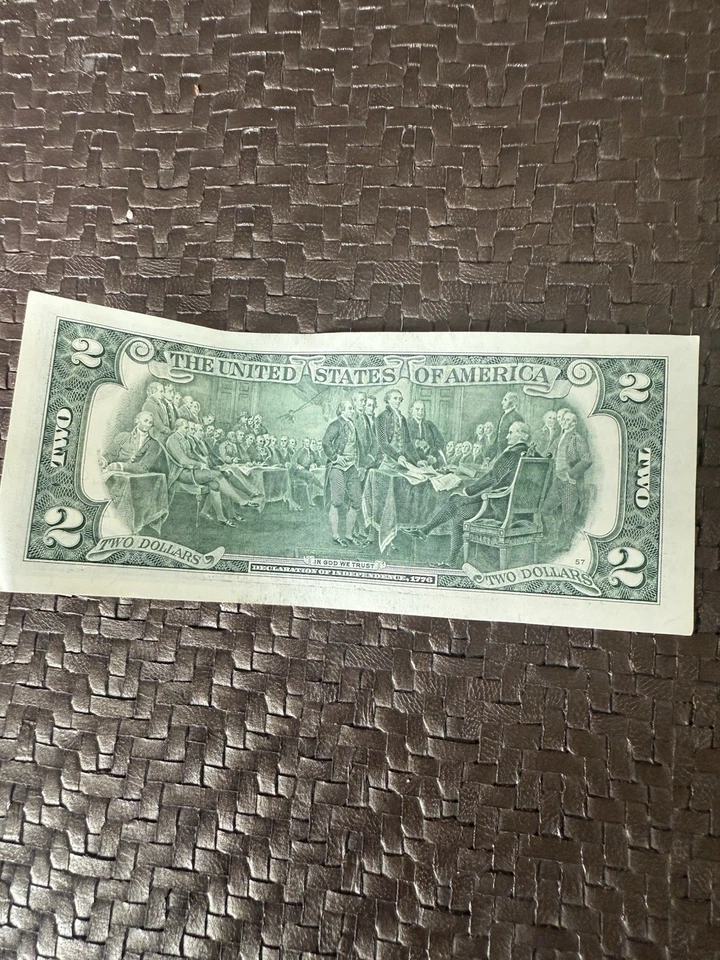 2 THE UNITED STATES OF AMERICA 2
TWO TWO
2 TWO DOLLARS IN GOD WE TRUST 57 2
DECLARATION OF INDEPENDENCE, 1776 TWO DOLLARS